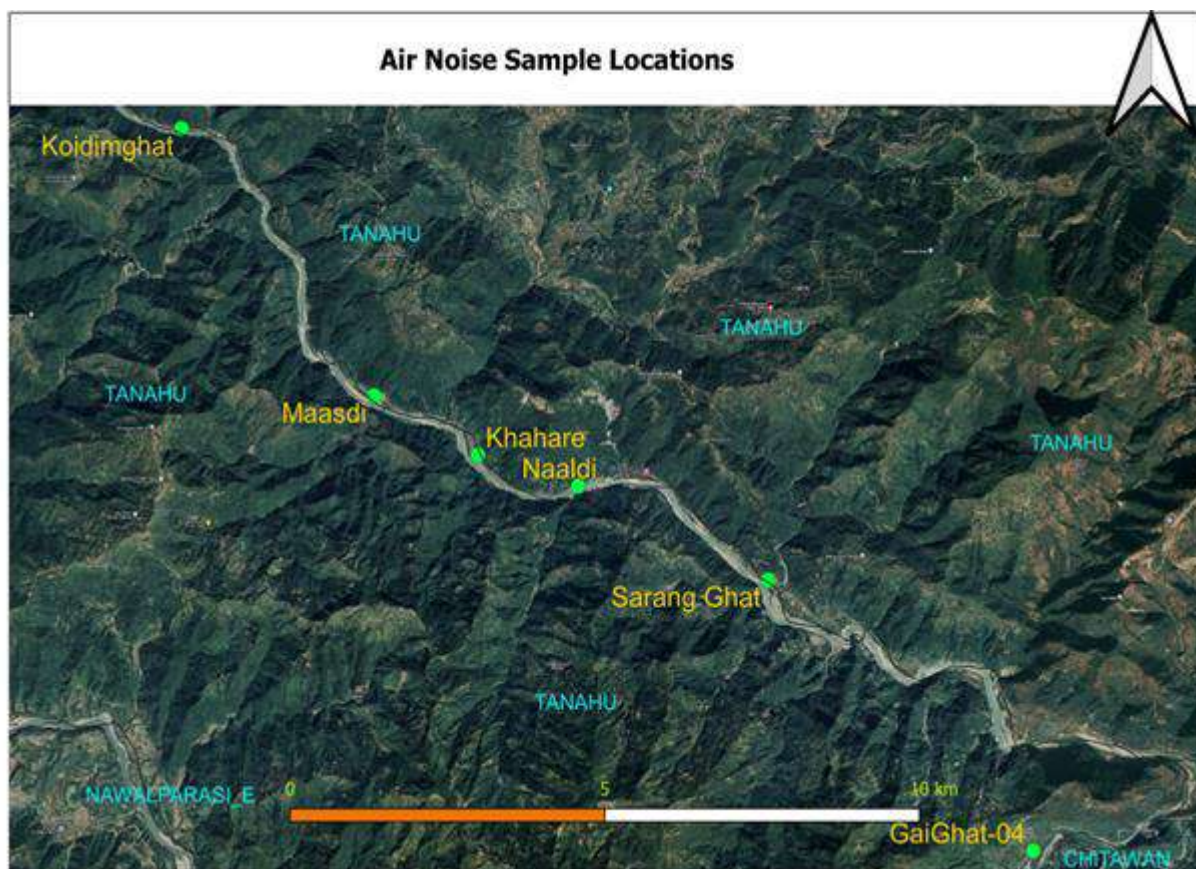 Air Noise Sample Locations
Koidimghat
TANAHU
TANAHU
TANAHU
Maasdi
Khahare
Naaldi
TANAHU
Sarang Ghat
TANAHU
NAWALPARASI_E
0 5 10 km
GaiGhat-04
CHITAWAN